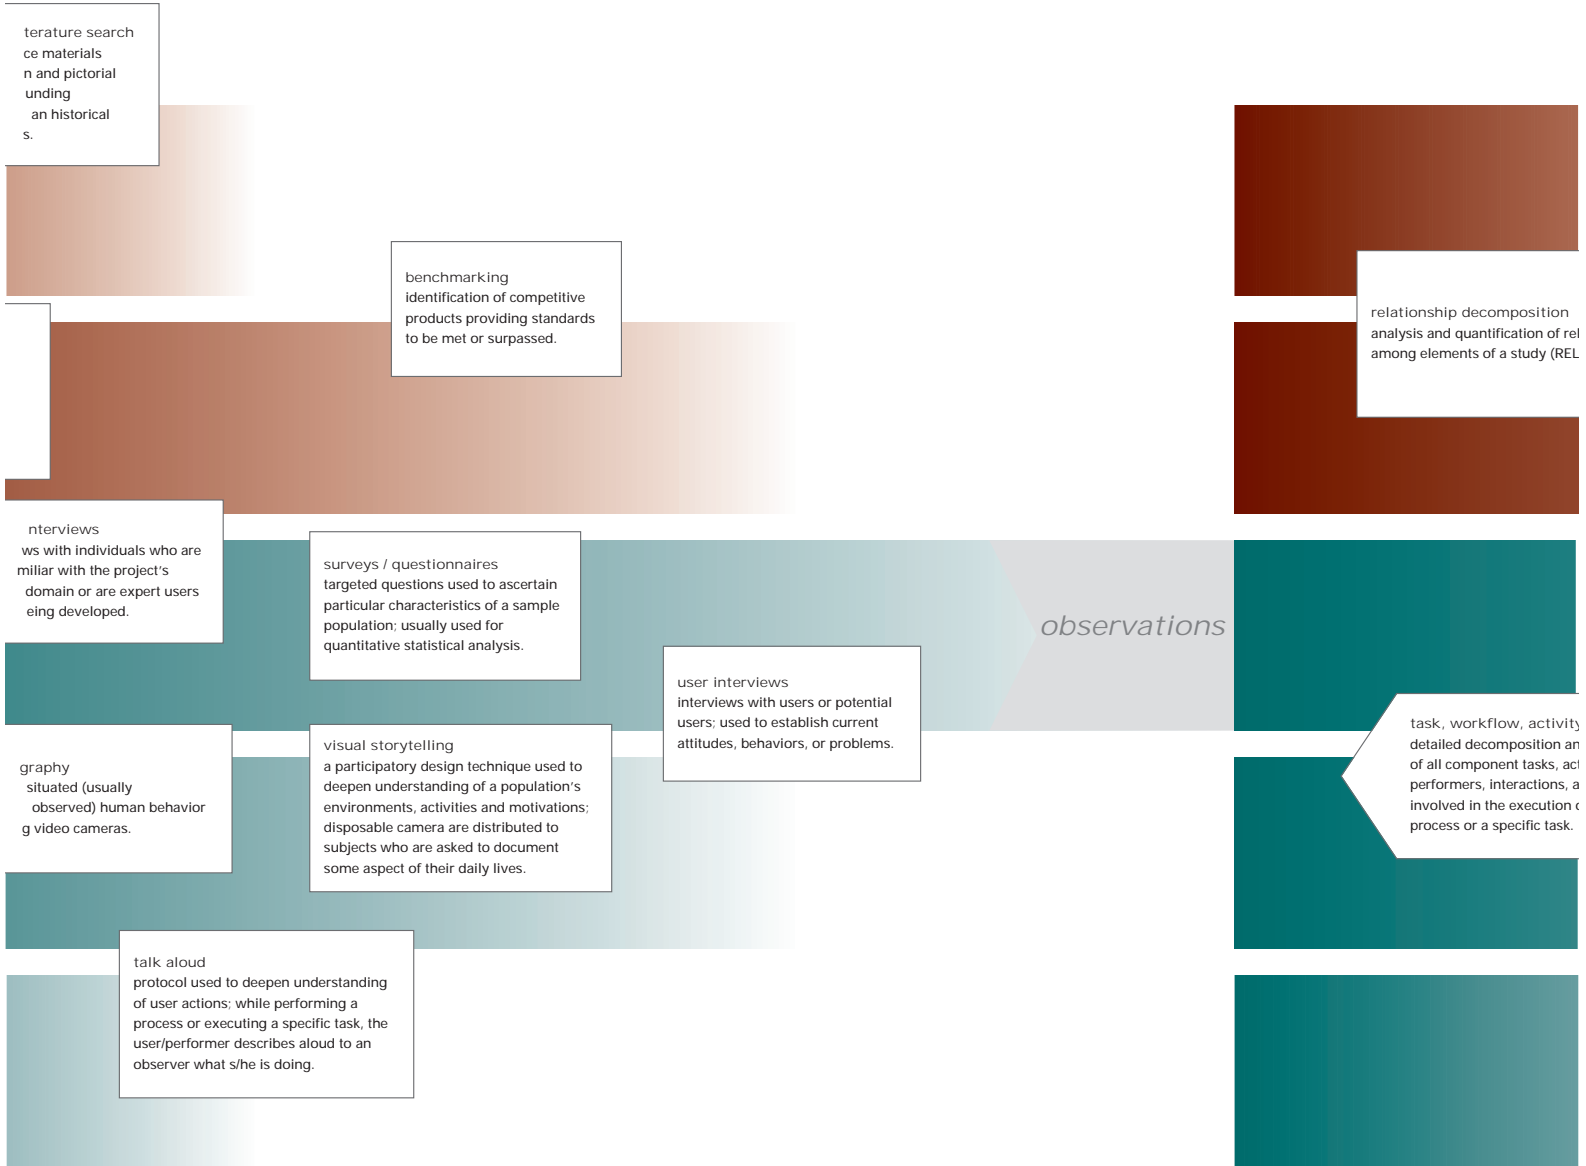 terature search
ce materials
n and pictorial
unding
an historical
s.
benchmarking
identification of competitive
products providing standards
to be met or surpassed.
relationship decomposition
analysis and quantification of rel
among elements of a study (REL
nterviews
ws with individuals who are
miliar with the project's
domain or are expert users
eing developed.
surveys / questionnaires
targeted questions used to ascertain
particular characteristics of a sample
population; usually used for
quantitative statistical analysis.
observations
user interviews
interviews with users or potential
users; used to establish current
attitudes, behaviors, or problems.
graphy
situated (usually
observed) human behavior
g video cameras.
visual storytelling
a participatory design technique used to
deepen understanding of a population's
environments, activities and motivations;
disposable camera are distributed to
subjects who are asked to document
some aspect of their daily lives.
task, workflow, activity
detailed decomposition an
of all component tasks, act
performers, interactions, a
involved in the execution o
process or a specific task.
talk aloud
protocol used to deepen understanding
of user actions; while performing a
process or executing a specific task, the
user/performer describes aloud to an
observer what s/he is doing.